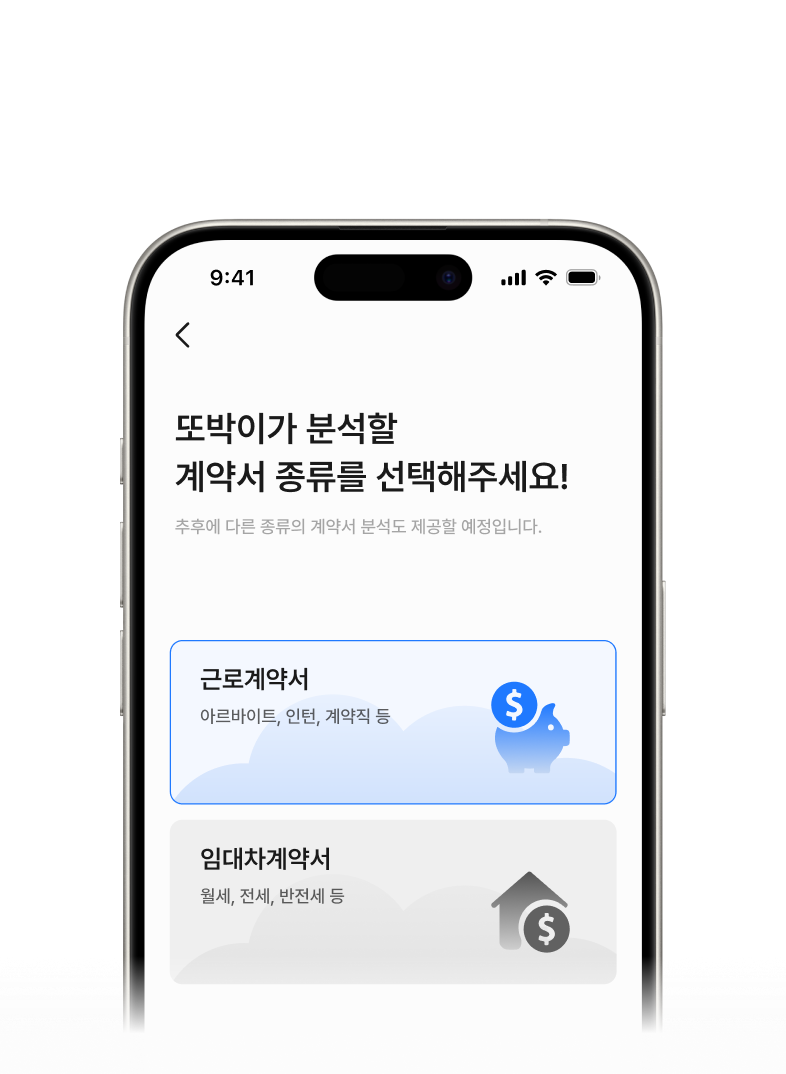 9:41
또박이가 분석할
계약서 종류를 선택해주세요!
추후에 다른 종류의 계약서 분석도 제공할 예정입니다.
근로계약서
아르바이트, 인턴, 계약직 등
$
임대차계약서
월세, 전세, 반전세 등
$